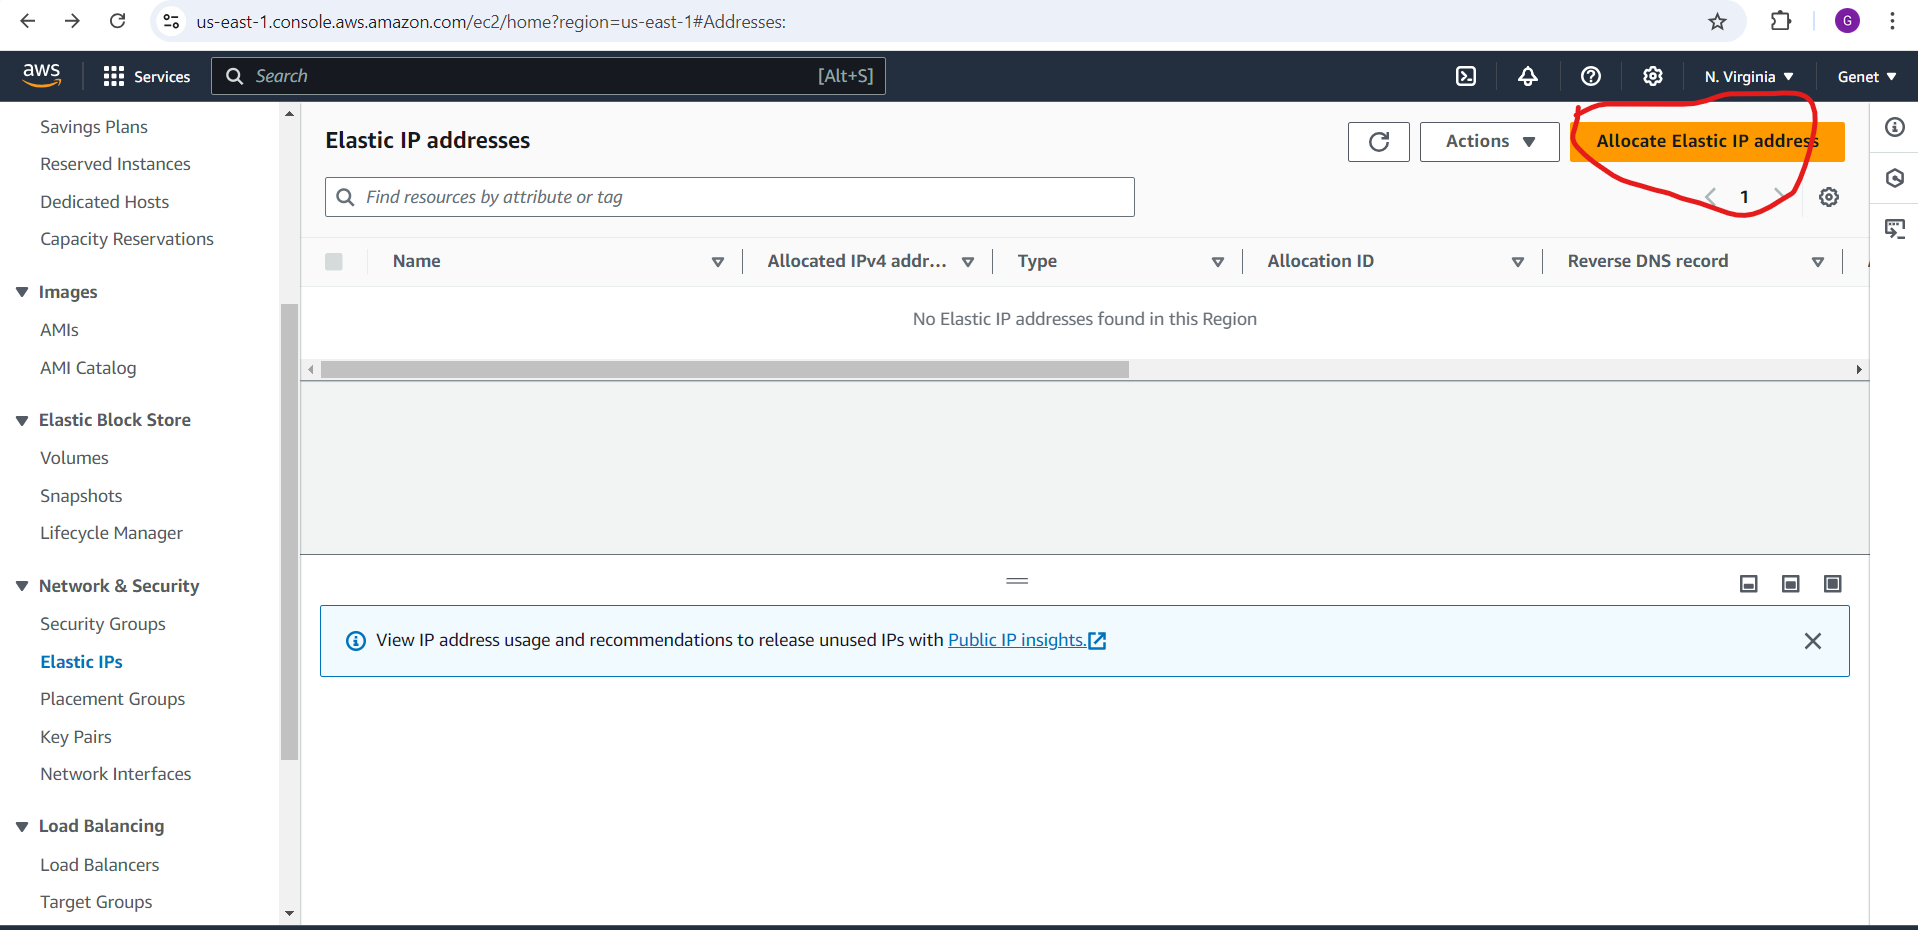 us-east-1.console.aws.amazon.com/ec2/home?region=us-east-1#Addresses:
G
aws
Services
Search
[Alt+S]
N. Virginia
Genet
Savings Plans
Reserved Instances
Dedicated Hosts
Capacity Reservations
Images
AMIs
AMI Catalog
Elastic Block Store
Volumes
Snapshots
Lifecycle Manager
Network & Security
Security Groups
Elastic IPs
Placement Groups
Key Pairs
Network Interfaces
Load Balancing
Load Balancers
Target Groups
Elastic IP addresses
Actions
Allocate Elastic IP address
Find resources by attribute or tag
1
Name
Allocated IPv4 addr...
Type
Allocation ID
Reverse DNS record
No Elastic IP addresses found in this Region
View IP address usage and recommendations to release unused IPs with Public IP insights.